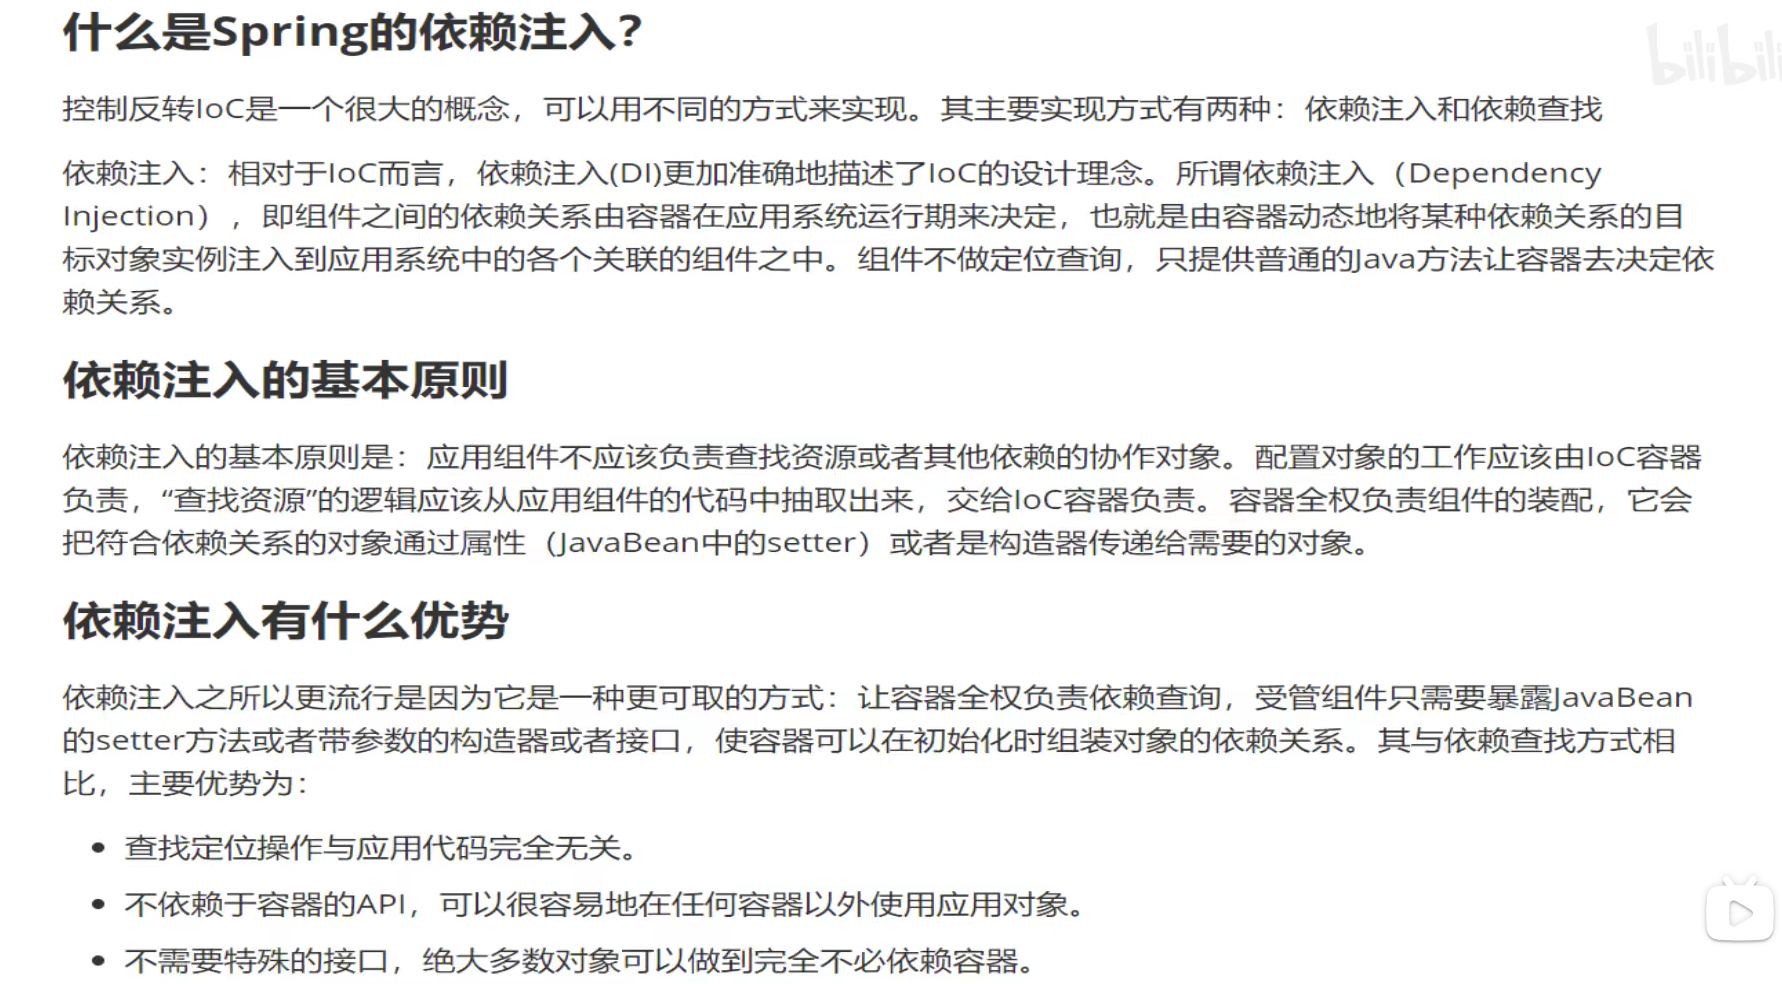 什么是Spring的依赖注入？
bilibili
控制反转IoC是一个很大的概念，可以用不同的方式来实现。其主要实现方式有两种：依赖注入和依赖查找
依赖注入：相对于IoC而言，依赖注入(DI)更加准确地描述了IoC的设计理念。所谓依赖注入（Dependency
Injection），即组件之间的依赖关系由容器在应用系统运行期来决定，也就是由容器动态地将某种依赖关系的目
标对象实例注入到应用系统中的各个关联的组件之中。组件不做定位查询，只提供普通的Java方法让容器去决定依
赖关系。
依赖注入的基本原则
依赖注入的基本原则是：应用组件不应该负责查找资源或者其他依赖的协作对象。配置对象的工作应该由IoC容器
负责，“查找资源”的逻辑应该从应用组件的代码中抽取出来，交给IoC容器负责。容器全权负责组件的装配，它会
把符合依赖关系的对象通过属性（JavaBean中的setter）或者是构造器传递给需要的对象。
依赖注入有什么优势
依赖注入之所以更流行是因为它是一种更可取的方式：让容器全权负责依赖查询，受管组件只需要暴露JavaBean
的setter方法或者带参数的构造器或者接口，使容器可以在初始化时组装对象的依赖关系。其与依赖查找方式相
比，主要优势为：
• 查找定位操作与应用代码完全无关。
• 不依赖于容器的API，可以很容易地在任何容器以外使用应用对象。
• 不需要特殊的接口，绝大多数对象可以做到完全不必依赖容器。